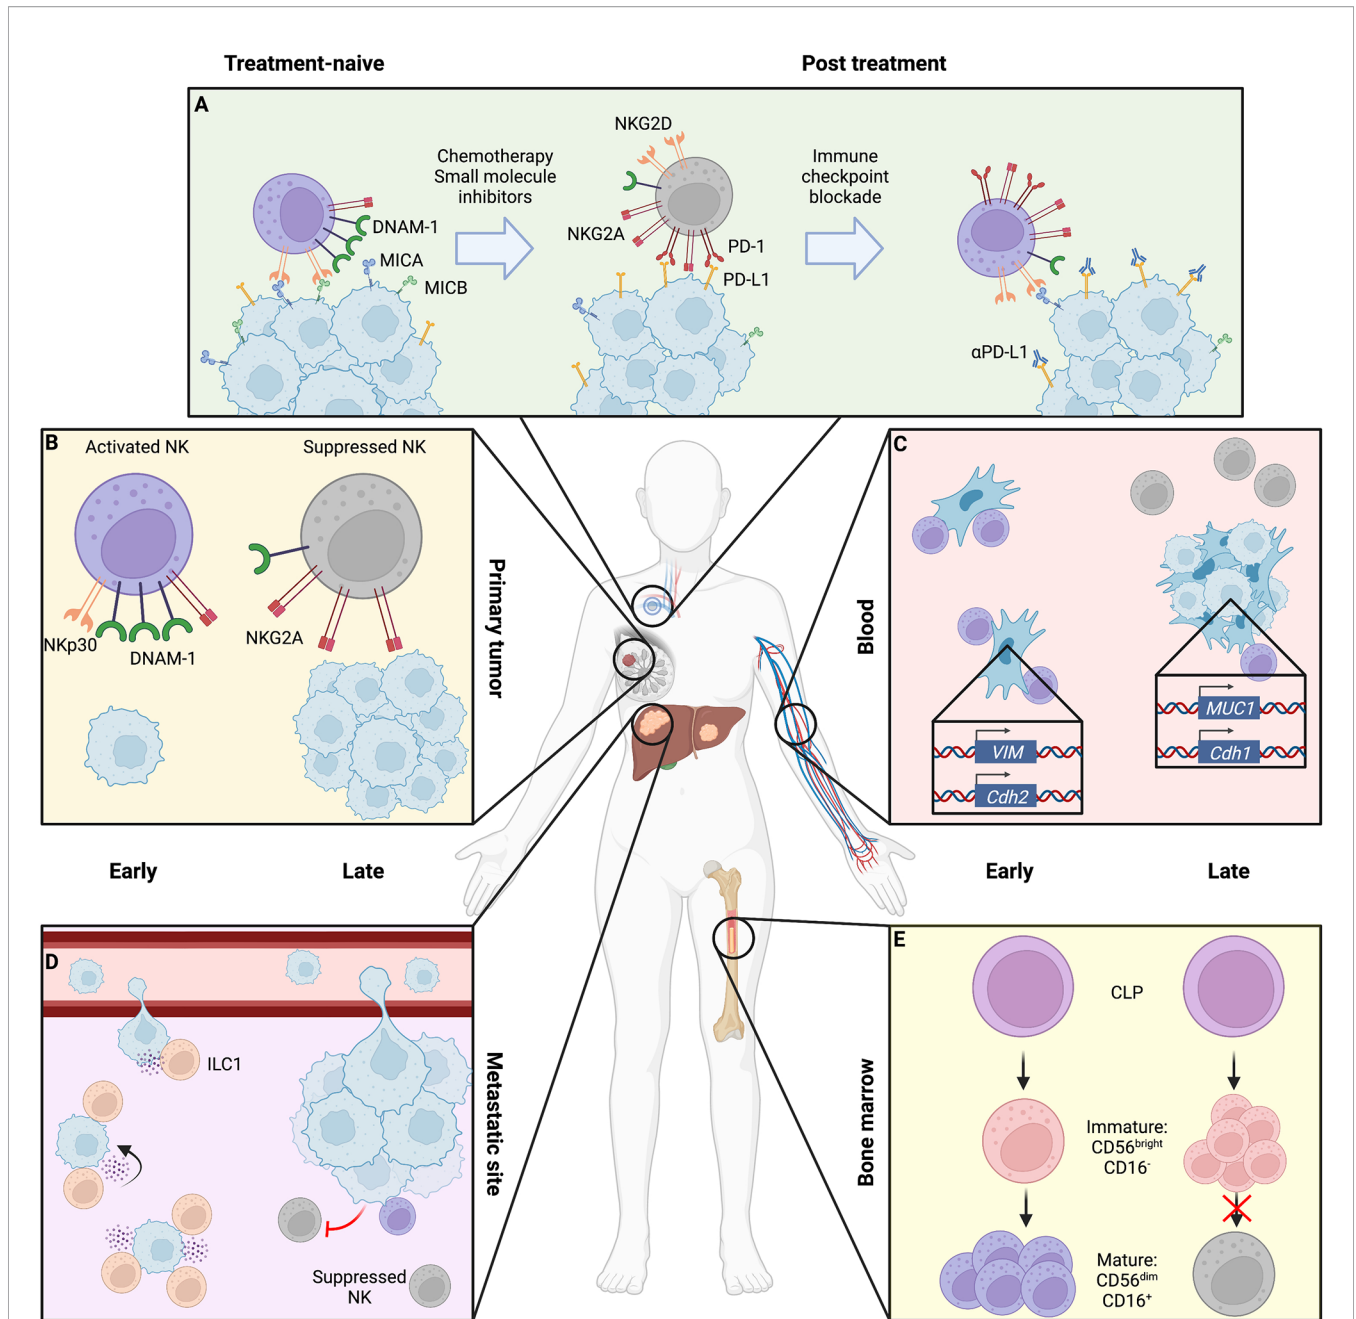 Treatment-naive
Post treatment
A
Chemotherapy
Small molecule
inhibitors
NKG2D
Immune
checkpoint
blockade
DNAM-1
MICA
MICB
NKG2A
PD-1
PD-L1
αPD-L1
B
Activated NK
Suppressed NK
NKp30
DNAM-1
NKG2A
Primary tumor
C
Blood
VIM
Cdh2
MUC1
Cdh1
Early
Late
Early
Late
D
ILC1
Suppressed
NK
Metastatic site
E
CLP
Immature:
CD56bright
CD16-
Mature:
CD56dim
CD16+
Bone marrow